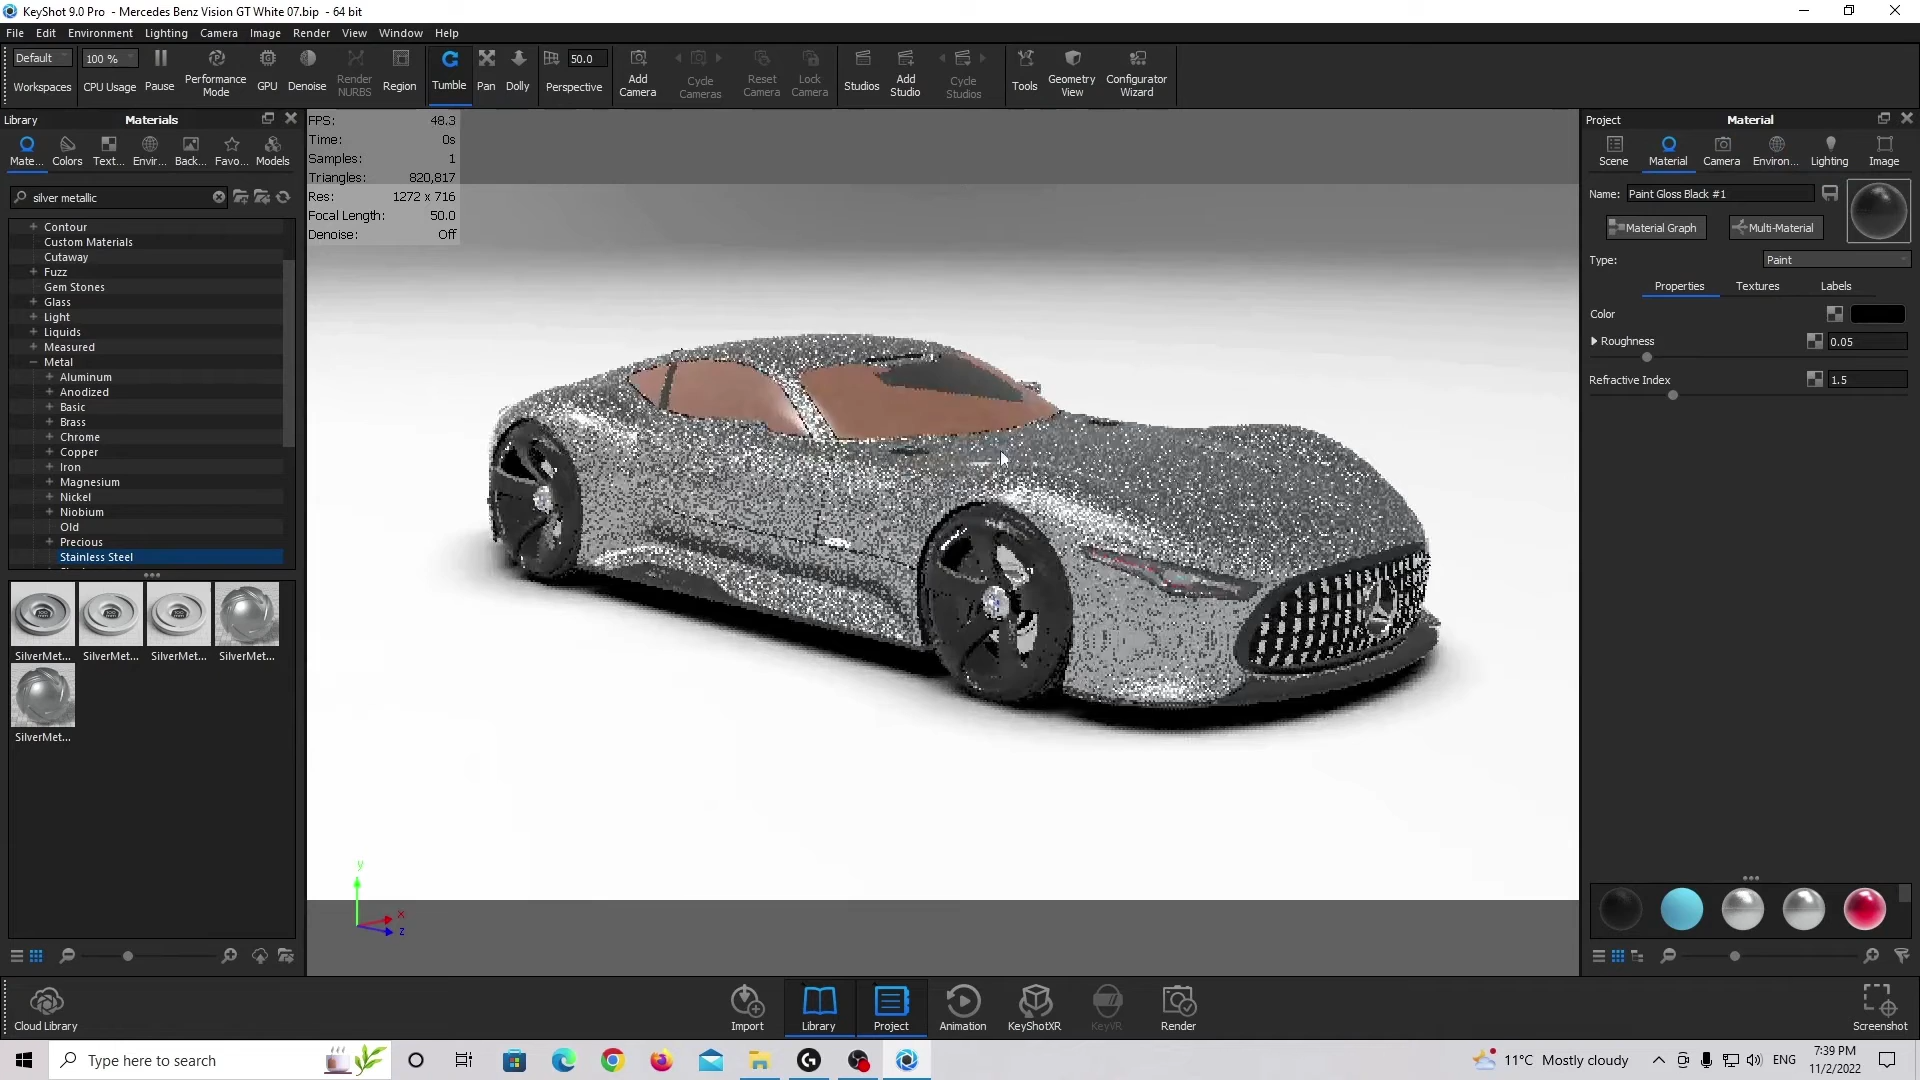 KeyShot 9.0 Pro - Mercedes Benz Vision GT White 07.bip - 64 bit
File Edit Environment Lighting Camera Image Render View Window Help
Default 100 % 50.0
Workspaces CPU Usage Pause Performance Mode GPU Denoise Render NURBS Region Tumble Pan Dolly Perspective Add Camera Cycle Cameras Reset Camera Lock Camera Studios Add Studio Cycle Studios Tools Geometry View Configurator Wizard
Library Materials
Mate... Colors Text... Envir... Back... Favo... Models
silver metallic
Contour
Custom Materials
Cutaway
Fuzz
Gem Stones
Glass
Light
Liquids
Measured
Metal
Aluminum
Anodized
Basic
Brass
Chrome
Copper
Iron
Magnesium
Nickel
Niobium
Old
Precious
Stainless Steel
SilverMet... SilverMet... SilverMet... SilverMet...
SilverMet...
FPS: 48.3
Time: 0s
Samples: 1
Triangles: 820,817
Res: 1272 x 716
Focal Length: 50.0
Denoise: Off
y
x
z
Project Material
Scene Material Camera Environ... Lighting Image
Name: Paint Gloss Black #1
Material Graph Multi-Material
Type: Paint
Properties Textures Labels
Color
Roughness 0.05
Refractive Index 1.5
Cloud Library Import Library Project Animation KeyShotXR KeyVR Render Screenshot
Type here to search
11°C Mostly cloudy ENG 7:39 PM
11/2/2022